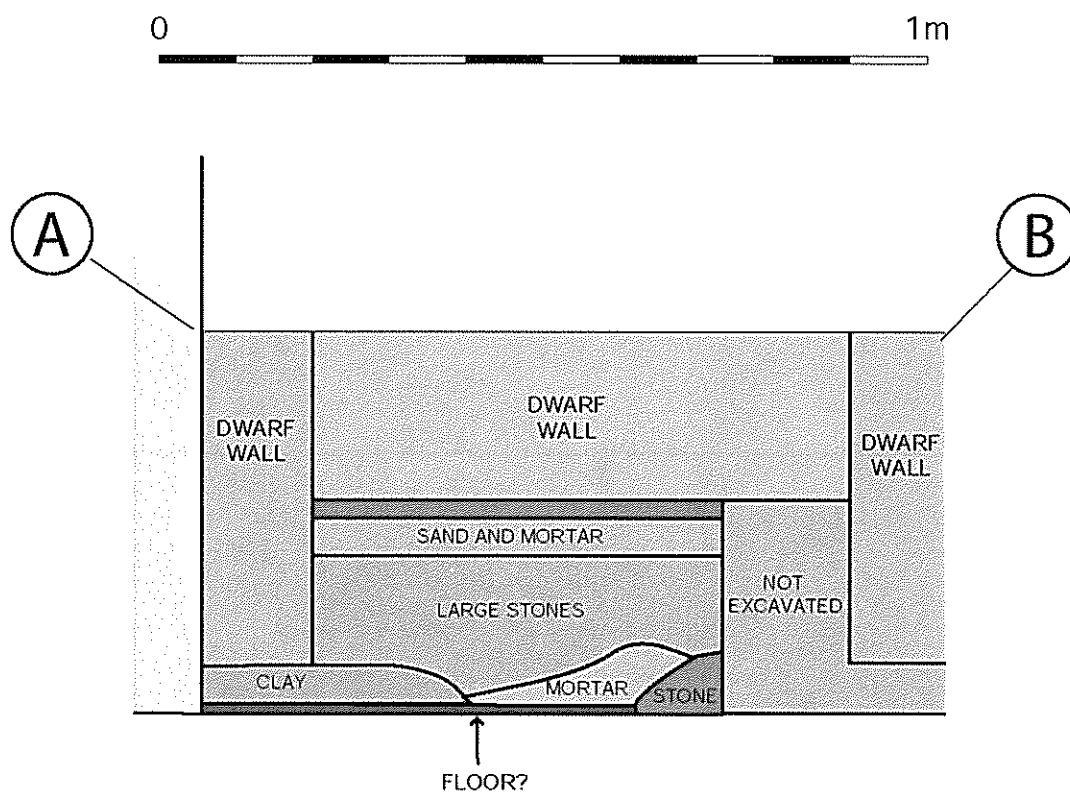 0 1m
A
B
DWARF
WALL
DWARF
WALL
DWARF
WALL
SAND AND MORTAR
NOT
EXCAVATED
LARGE STONES
CLAY
MORTAR
STONE
FLOOR?